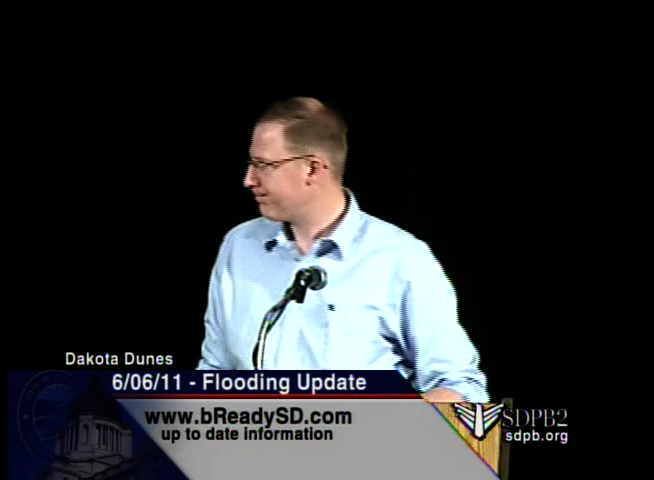 Dakota Dunes
6/06/11 - Flooding Update
www.bReadySD.com
up to date information
SDPB2
sdpb.org